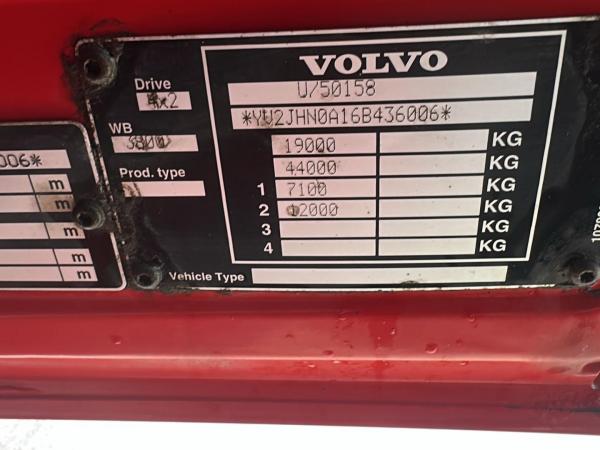 VOLVO
Drive
U/50158
4x2
*YV2JHN0A16B436006*
WB
3800
19000 KG
006*
44000 KG
Prod. type
m
1 7100 KG
m
2 12000 KG
m
3 KG
m
4 KG
m
Vehicle Type